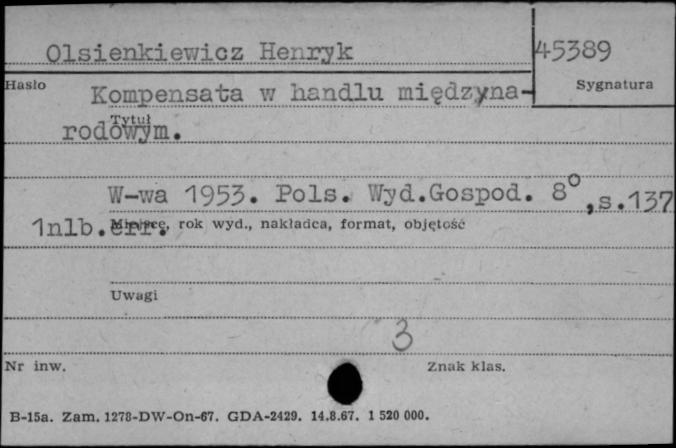 Olsienkiewicz Henryk
45389
Hasło
Sygnatura
Kompensata w handlu międzyna-
Tytuł
rodowym.
W-wa 1953. Pols. Wyd.Gospod. 8°,s.137
1nlb.err.
Miejsce, rok wyd., nakładca, format, objętość
Uwagi
3
Nr inw.
Znak klas.
B-15a. Zam. 1278-DW-On-67. GDA-2429. 14.8.67. 1 520 000.